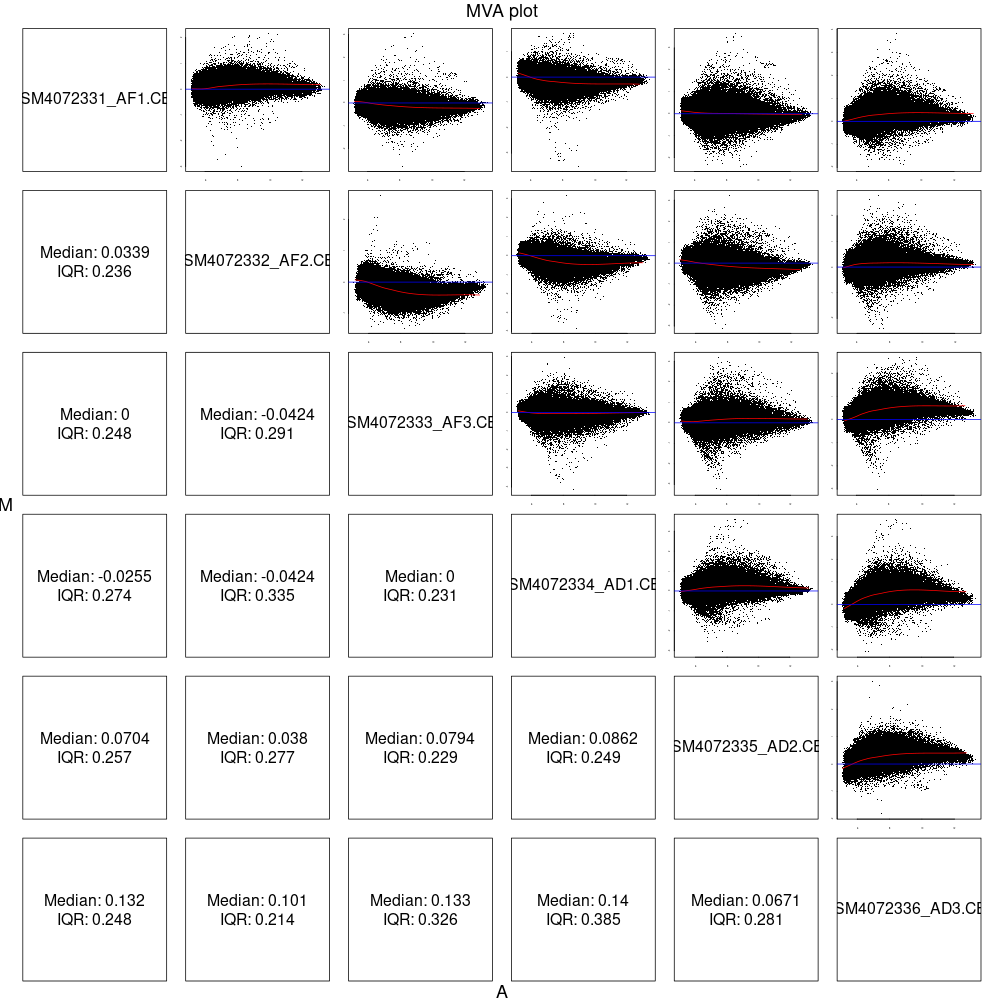 MVA plot
SM4072331_AF1.CE
Median: 0.0339
IQR: 0.236
SM4072332_AF2.CE
Median: 0
IQR: 0.248
Median: -0.0424
IQR: 0.291
SM4072333_AF3.CE
M
Median: -0.0255
IQR: 0.274
Median: -0.0424
IQR: 0.335
Median: 0
IQR: 0.231
SM4072334_AD1.CE
Median: 0.0704
IQR: 0.257
Median: 0.038
IQR: 0.277
Median: 0.0794
IQR: 0.229
Median: 0.0862
IQR: 0.249
SM4072335_AD2.CE
Median: 0.132
IQR: 0.248
Median: 0.101
IQR: 0.214
Median: 0.133
IQR: 0.326
Median: 0.14
IQR: 0.385
Median: 0.0671
IQR: 0.281
SM4072336_AD3.CE
A